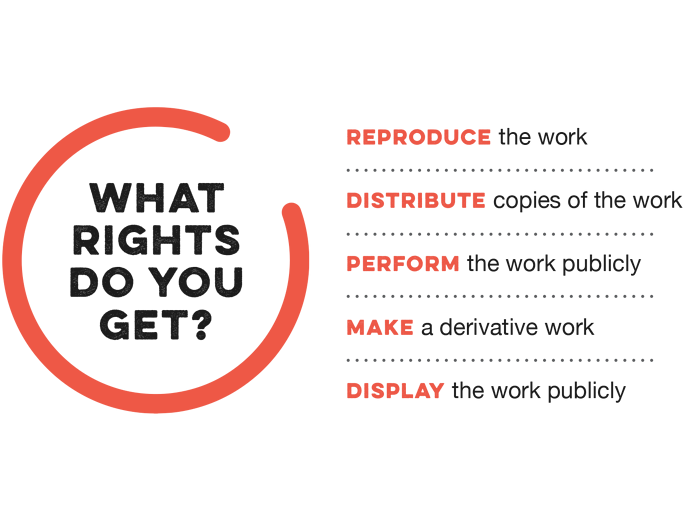 WHAT
RIGHTS
DO YOU
GET?
REPRODUCE the work
DISTRIBUTE copies of the work
PERFORM the work publicly
MAKE a derivative work
DISPLAY the work publicly